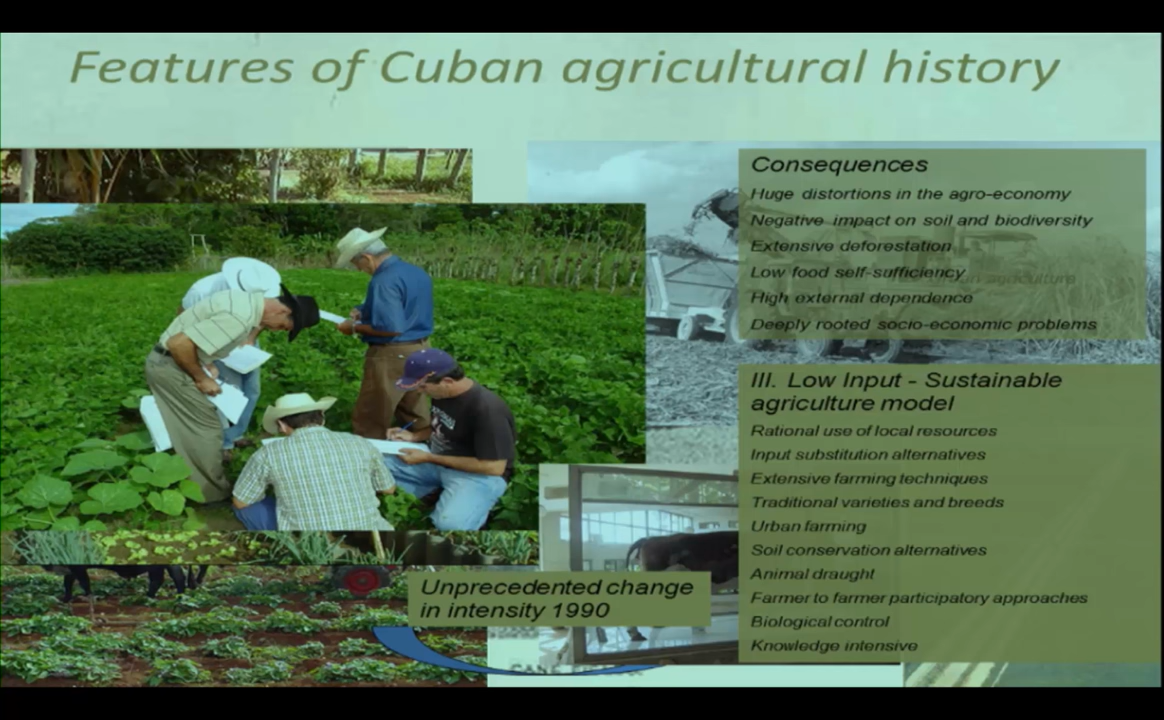 Features of Cuban agricultural history
Consequences
Huge distortions in the agro-economy
Negative impact on soil and biodiversity
Extensive deforestation
Low food self-sufficiency
High external dependence
Deeply rooted socio-economic problems
agriculture
III. Low Input - Sustainable
agriculture model
Rational use of local resources
Input substitution alternatives
Extensive farming techniques
Traditional varieties and breeds
Urban farming
Soil conservation alternatives
Animal draught
Farmer to farmer participatory approaches
Biological control
Knowledge intensive
Unprecedented change
in intensity 1990